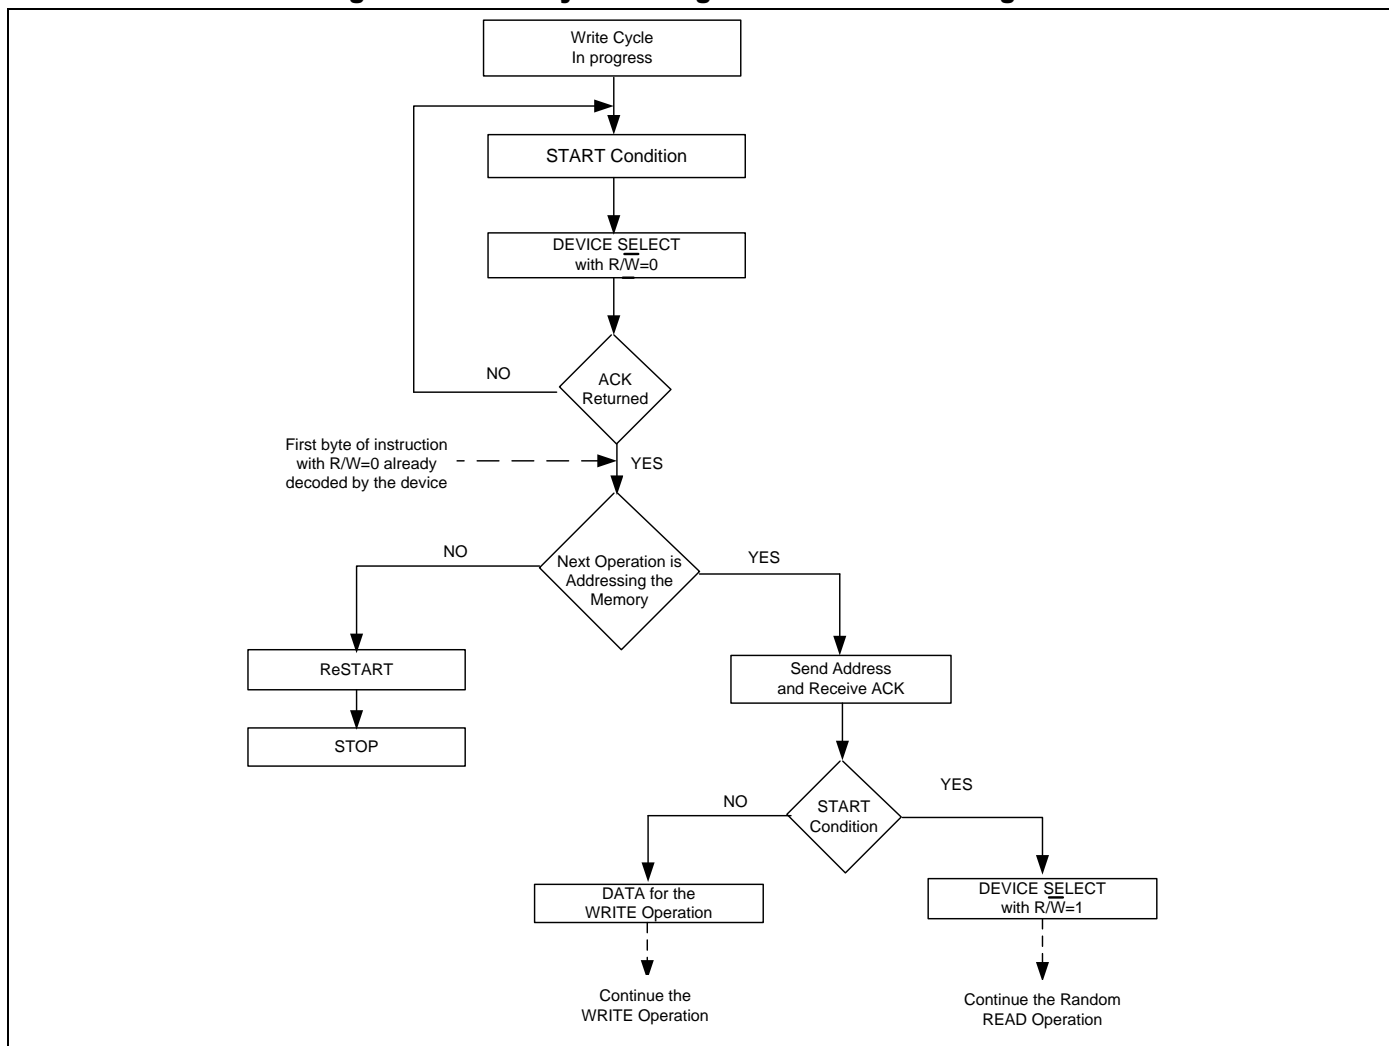 Write Cycle
In progress
START Condition
DEVICE SELECT
with R/W̅=0
NO
ACK
Returned
First byte of instruction
with R/W=0 already
decoded by the device
YES
NO
YES
Next Operation is
Addressing the
Memory
ReSTART
Send Address
and Receive ACK
STOP
YES
NO
START
Condition
DATA for the
WRITE Operation
DEVICE SELECT
with R/W̅=1
Continue the
WRITE Operation
Continue the Random
READ Operation